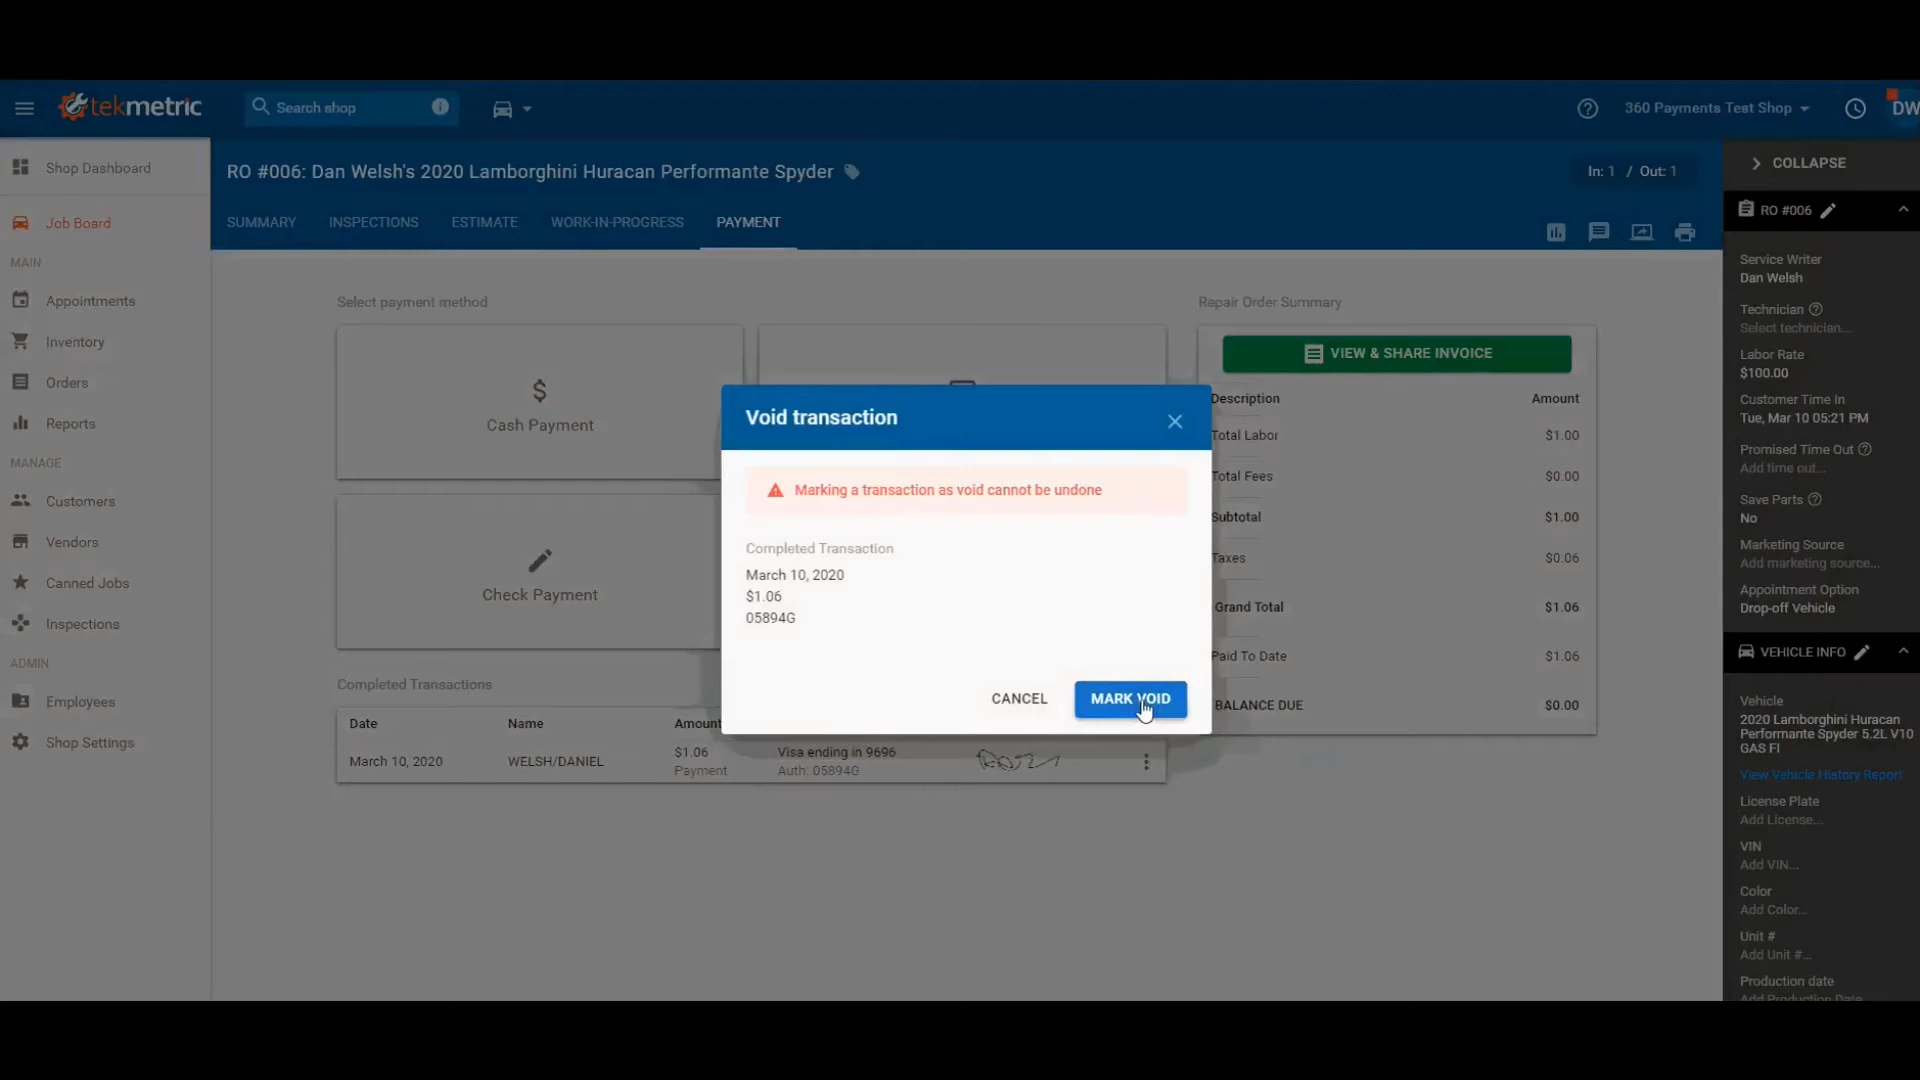 tekmetric
Search shop
360 Payments Test Shop
DW
Shop Dashboard
Job Board
MAIN
Appointments
Inventory
Orders
Reports
MANAGE
Customers
Vendors
Canned Jobs
Inspections
ADMIN
Employees
Shop Settings
RO #006: Dan Welsh's 2020 Lamborghini Huracan Performante Spyder
In: 1 / Out: 1
SUMMARY INSPECTIONS ESTIMATE WORK-IN-PROGRESS PAYMENT
Select payment method
Cash Payment
Check Payment
Completed Transactions
Date Name Amount
March 10, 2020 WELSH/DANIEL $1.06 Visa ending in 9696
Payment Auth: 05894G
Void transaction
Marking a transaction as void cannot be undone
Completed Transaction
March 10, 2020
$1.06
05894G
CANCEL MARK VOID
Repair Order Summary
VIEW & SHARE INVOICE
Description Amount
Total Labor $1.00
Total Fees $0.00
Subtotal $1.00
Taxes $0.06
Grand Total $1.06
Paid To Date $1.06
BALANCE DUE $0.00
COLLAPSE
RO #006
Service Writer
Dan Welsh
Technician
Select technician...
Labor Rate
$100.00
Customer Time In
Tue, Mar 10 05:21 PM
Promised Time Out
Add time out...
Save Parts
No
Marketing Source
Add marketing source...
Appointment Option
Drop-off Vehicle
VEHICLE INFO
Vehicle
2020 Lamborghini Huracan
Performante Spyder 5.2L V10
GAS FI
View Vehicle History Report
License Plate
Add License...
VIN
Add VIN...
Color
Add Color...
Unit #
Add Unit #...
Production date
Add Production Date